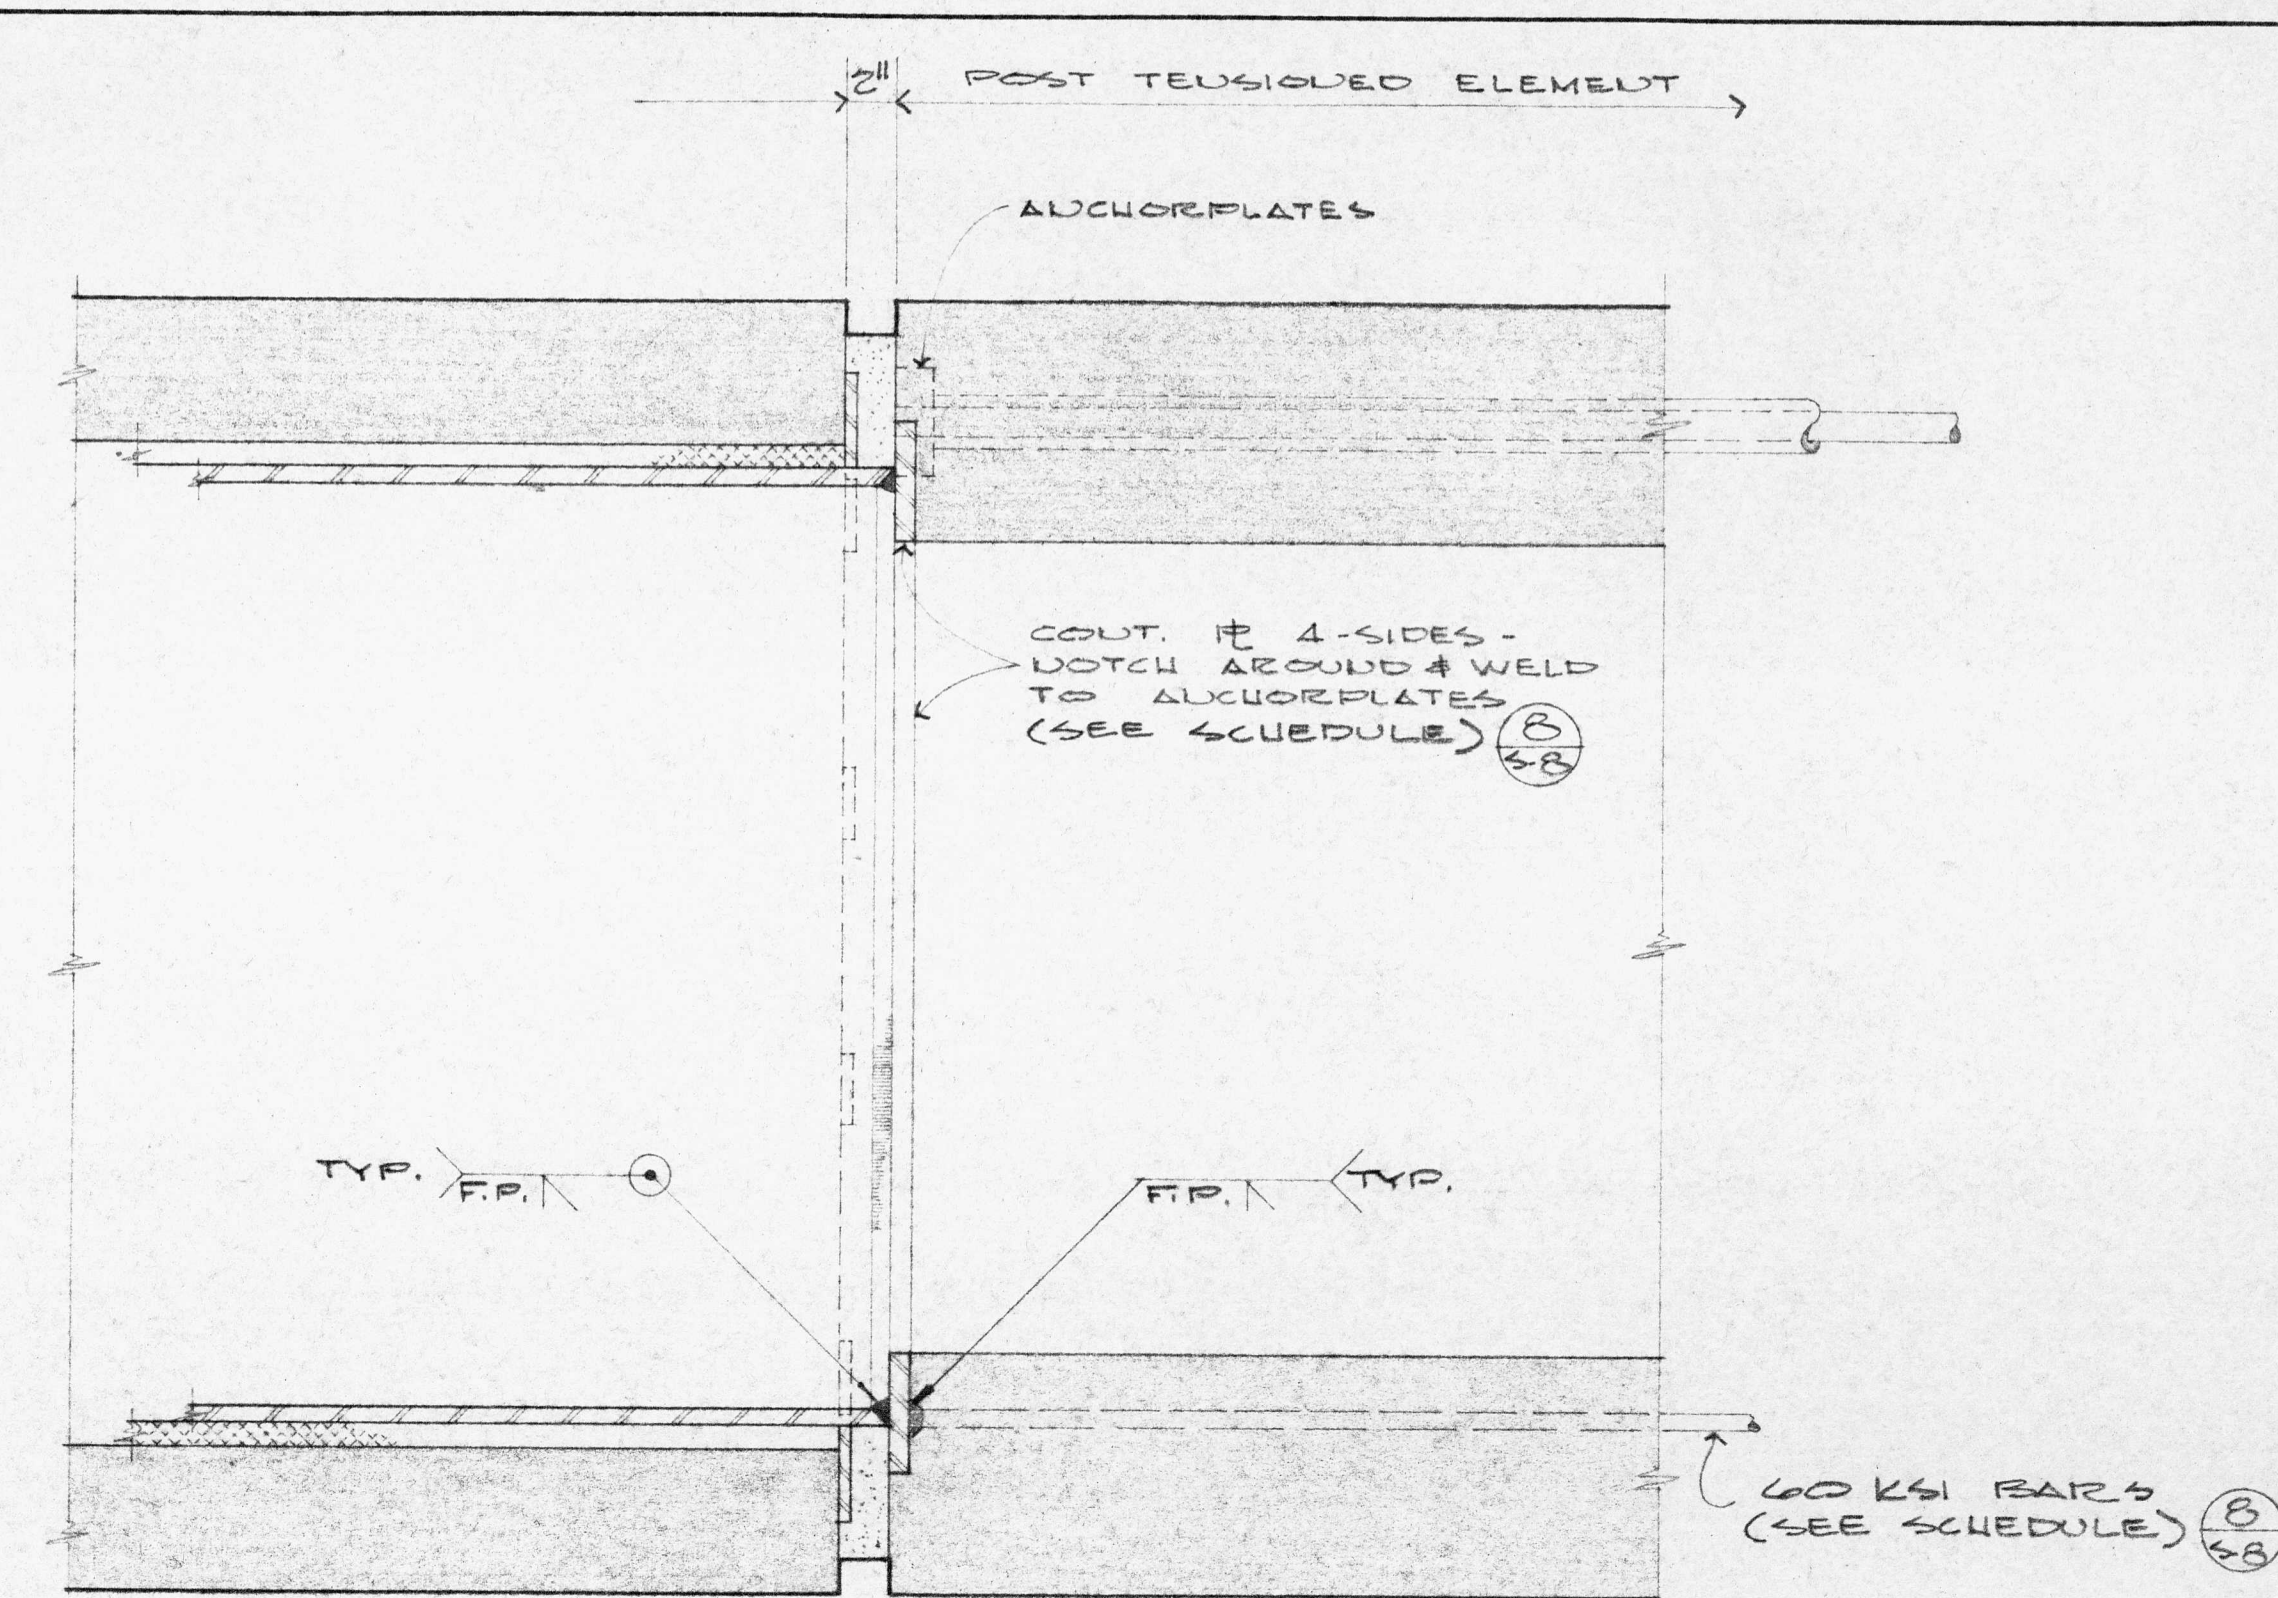 2" POST TENSIONED ELEMENT
ANCHORPLATES
CONT. ⅊ 4-SIDES -
NOTCH AROUND & WELD
TO ANCHORPLATES
(SEE SCHEDULE) 8
S-8
TYP. F.P.
F.P. TYP.
60 KSI BARS
(SEE SCHEDULE) 8
S-8